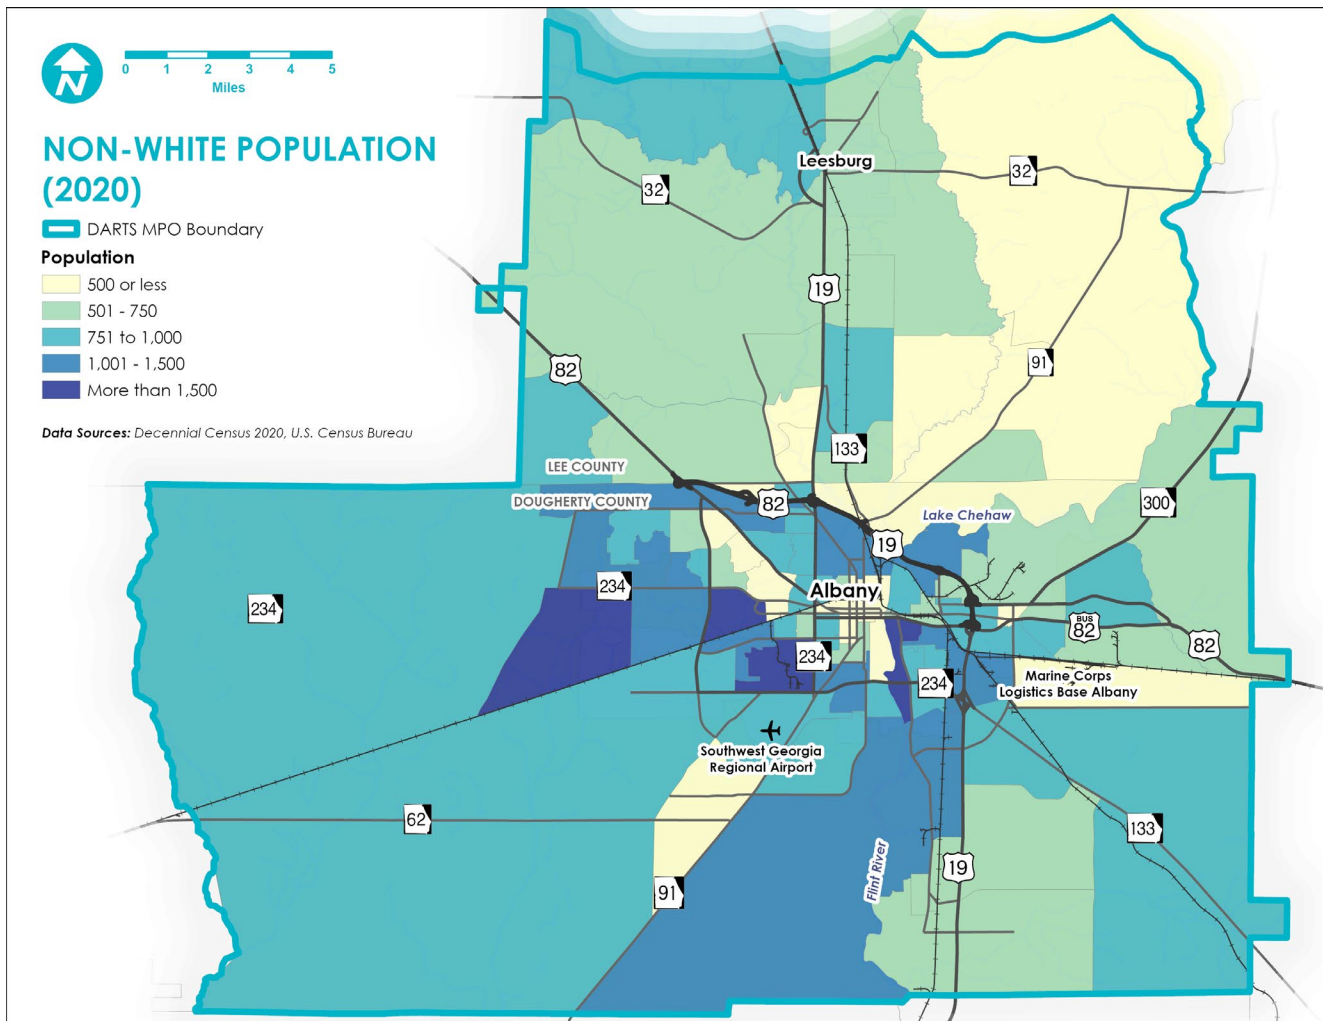 N
0 1 2 3 4 5
Miles
NON-WHITE POPULATION
(2020)
DARTS MPO Boundary
Population
500 or less
501 - 750
751 to 1,000
1,001 - 1,500
More than 1,500
Data Sources: Decennial Census 2020, U.S. Census Bureau
Leesburg
32
32
19
82
91
133
LEE COUNTY
DOUGHERTY COUNTY
82
300
Lake Chehaw
19
234
234
Albany
BUS
82
82
234
234
Marine Corps
Logistics Base Albany
Southwest Georgia
Regional Airport
62
133
19
Flint River
91